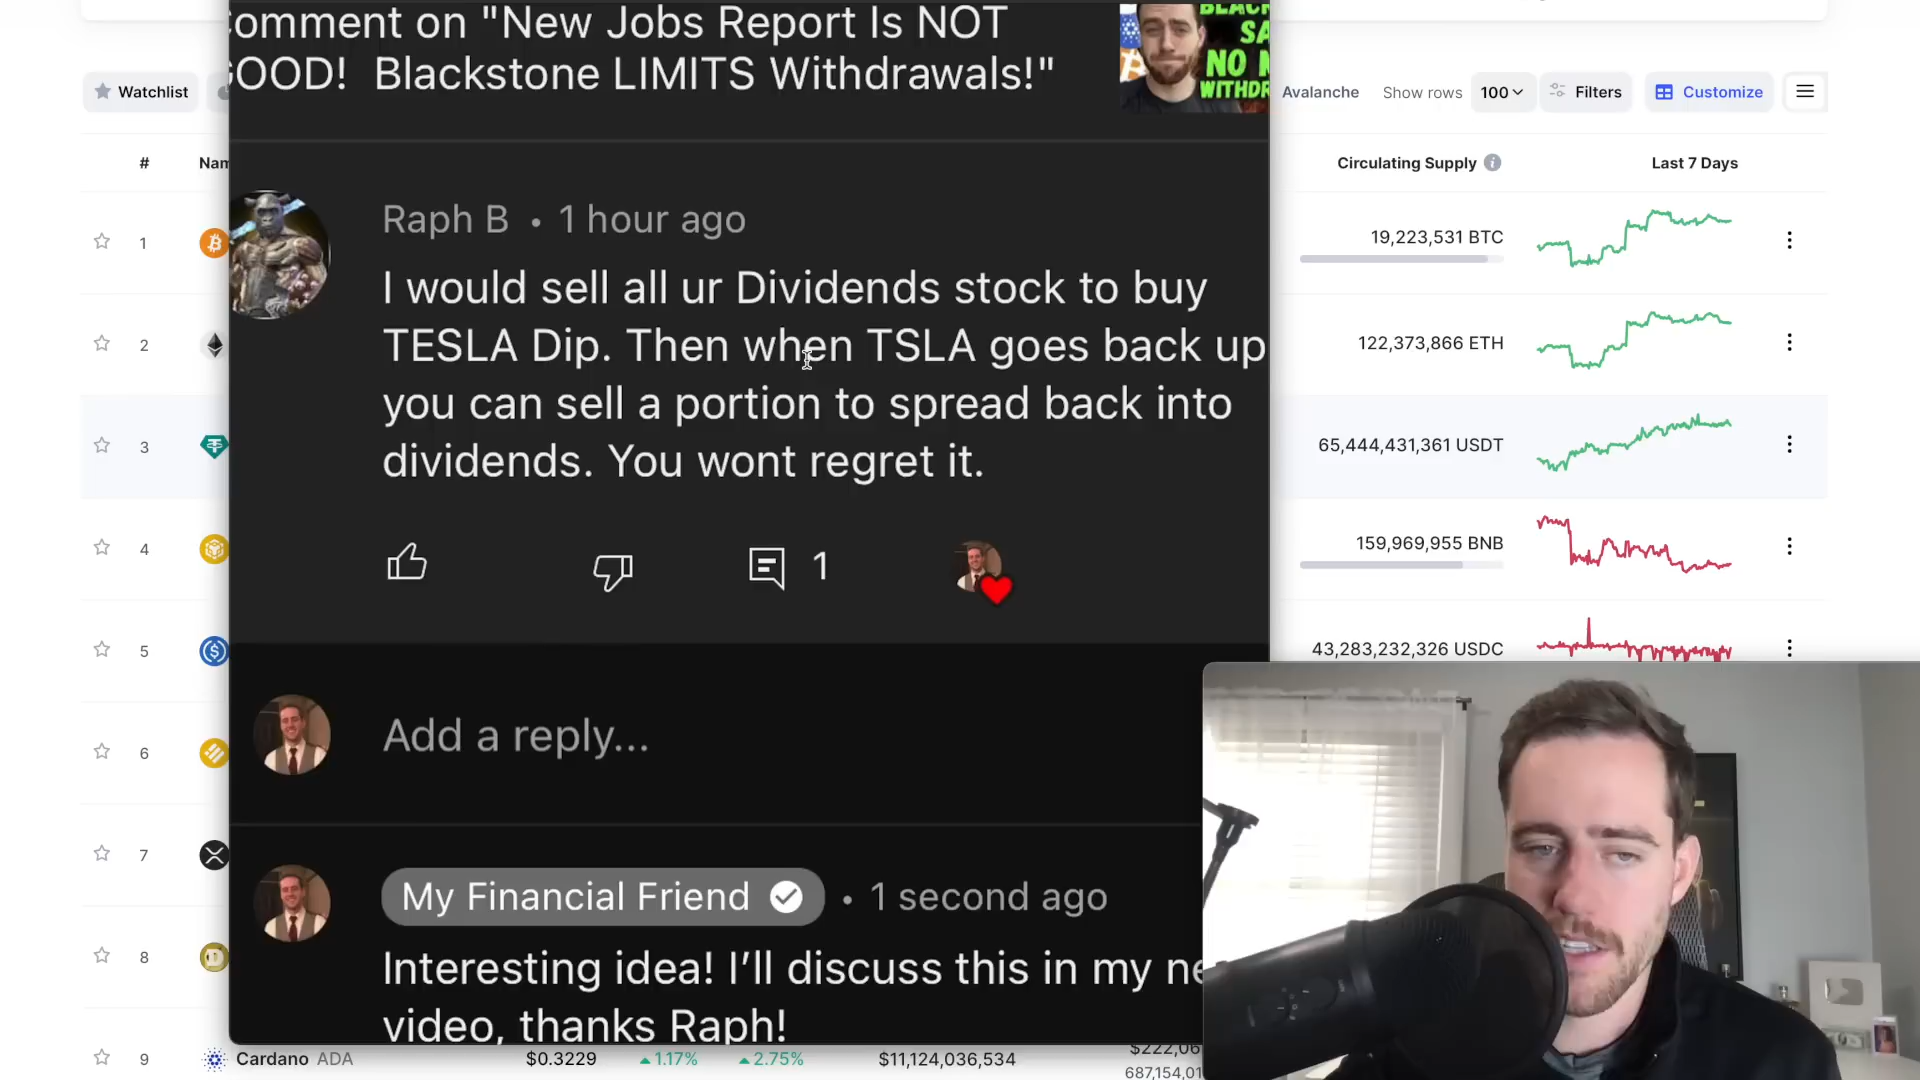 omment on "New Jobs Report Is NOT
OOD! Blackstone LIMITS Withdrawals!"
SA
NO
WITHDR
Watchlist
Avalanche
Show rows
100
Filters
Customize
#
Nam
Circulating Supply
Last 7 Days
Raph B • 1 hour ago
I would sell all ur Dividends stock to buy
TESLA Dip. Then when TSLA goes back up
you can sell a portion to spread back into
dividends. You wont regret it.
1
Add a reply...
My Financial Friend • 1 second ago
Interesting idea! I'll discuss this in my ne
video, thanks Raph!
1
19,223,531 BTC
2
122,373,866 ETH
3
65,444,431,361 USDT
4
159,969,955 BNB
5
43,283,232,326 USDC
6
7
8
9
Cardano ADA
$0.3229
1.17%
2.75%
$11,124,036,534
$222,06
687,154,01